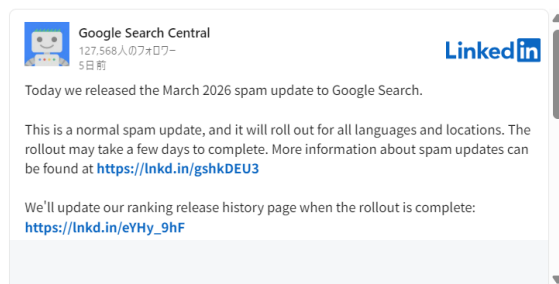 Google Search Central
127,568人のフォロワー
5日前
LinkedIn
Today we released the March 2026 spam update to Google Search.
This is a normal spam update, and it will roll out for all languages and locations. The
rollout may take a few days to complete. More information about spam updates can
be found at https://lnkd.in/gshkDEU3
We'll update our ranking release history page when the rollout is complete:
https://lnkd.in/eYHy_9hF